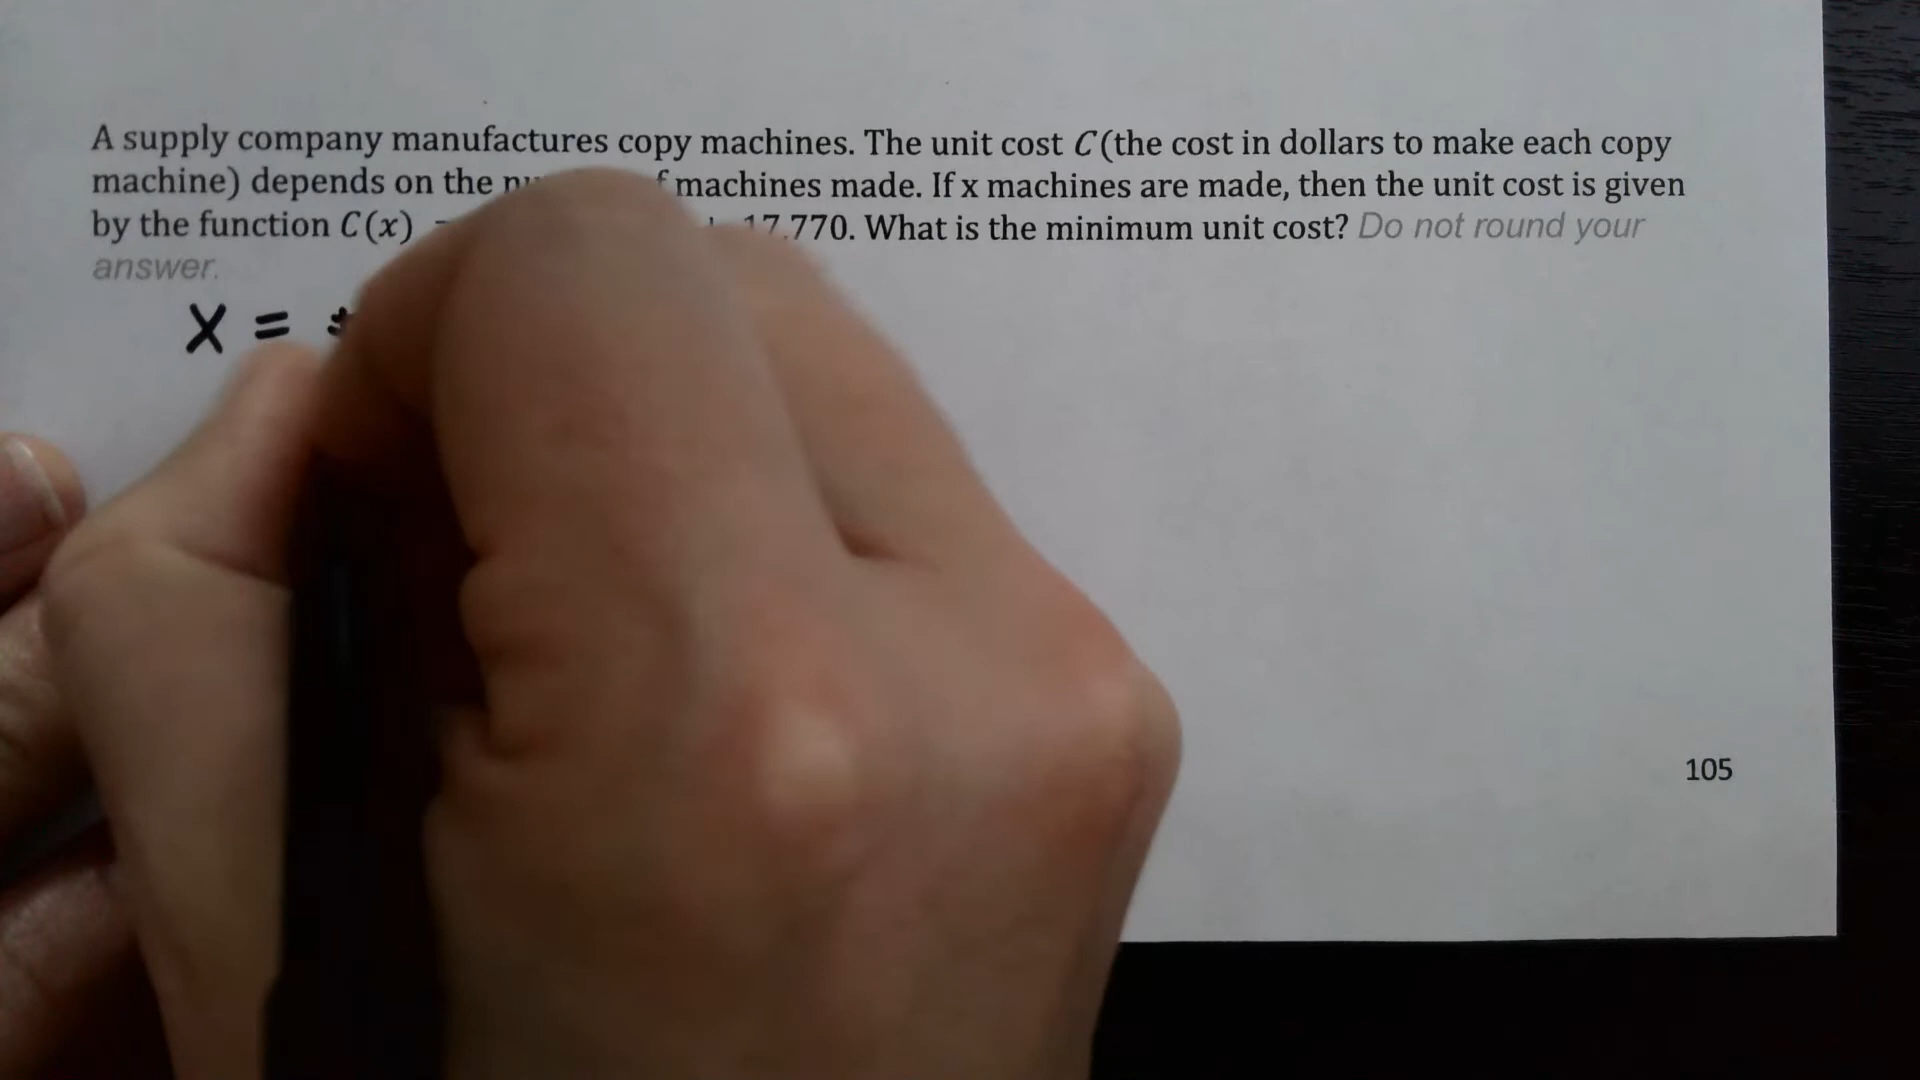 A supply company manufactures copy machines. The unit cost C (the cost in dollars to make each copy
machine) depends on the machines made. If x machines are made, then the unit cost is given
by the function C(x) 17,770. What is the minimum unit cost? Do not round your
answer.
X =
105